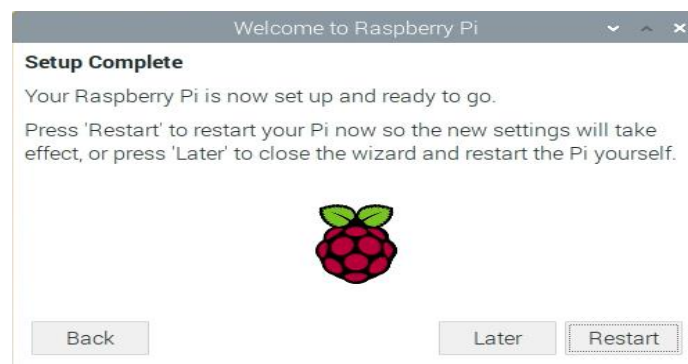 Welcome to Raspberry Pi
Setup Complete
Your Raspberry Pi is now set up and ready to go.
Press 'Restart' to restart your Pi now so the new settings will take
effect, or press 'Later' to close the wizard and restart the Pi yourself.
Back
Later
Restart